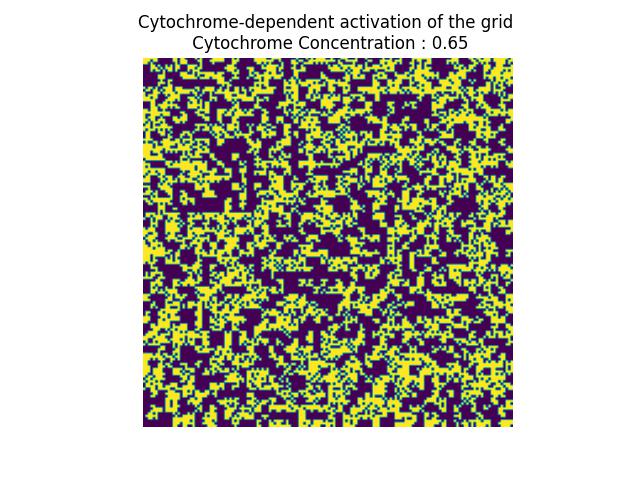 Cytochrome-dependent activation of the grid
Cytochrome Concentration : 0.65